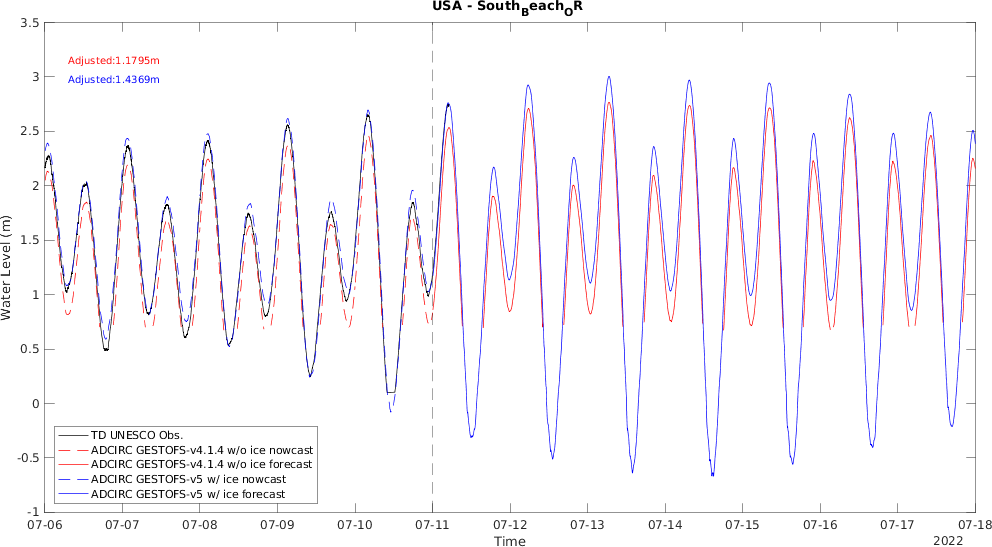 USA - SouthBeachOR
3.5
3
2.5
2
1.5
1
0.5
0
-0.5
-1
Water Level (m)
Adjusted:1.1795m
Adjusted:1.4369m
TD UNESCO Obs.
ADCIRC GESTOFS-v4.1.4 w/o ice nowcast
ADCIRC GESTOFS-v4.1.4 w/o ice forecast
ADCIRC GESTOFS-v5 w/ ice nowcast
ADCIRC GESTOFS-v5 w/ ice forecast
07-06 07-07 07-08 07-09 07-10 07-11 07-12 07-13 07-14 07-15 07-16 07-17 07-18
Time
2022